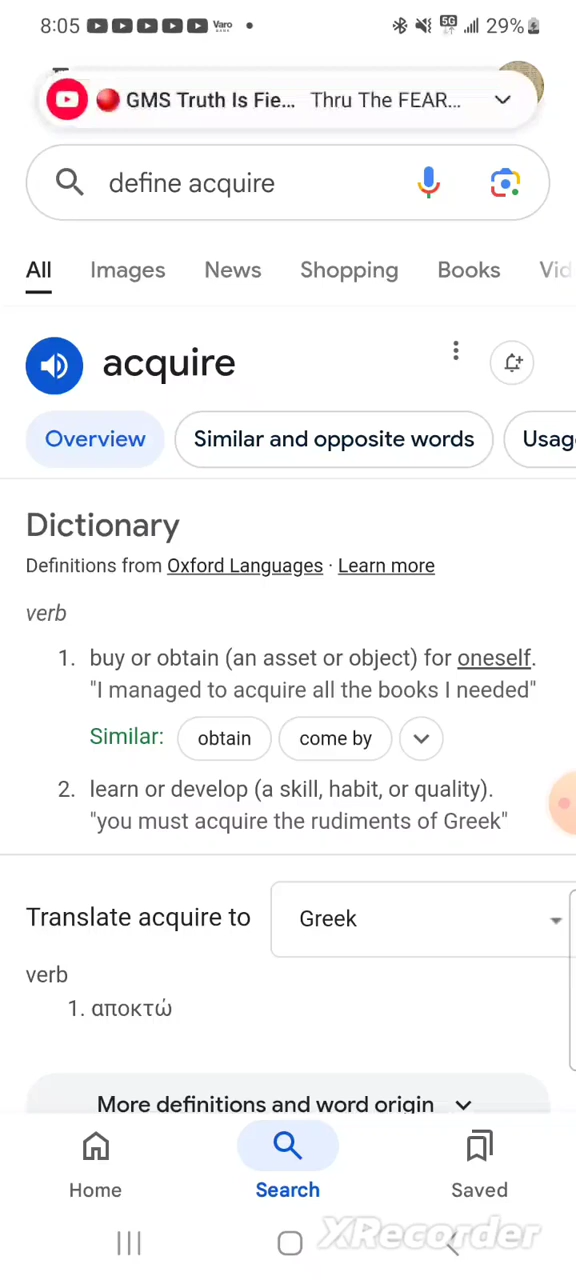 8:05 Varo 5G 29%
GMS Truth Is Fie... Thru The FEAR...
define acquire
All Images News Shopping Books Vid
acquire
Overview Similar and opposite words Usag
Dictionary
Definitions from Oxford Languages · Learn more
verb
1. buy or obtain (an asset or object) for oneself.
"I managed to acquire all the books I needed"
Similar: obtain come by
2. learn or develop (a skill, habit, or quality).
"you must acquire the rudiments of Greek"
Translate acquire to Greek
verb
1. αποκτώ
More definitions and word origin
Home Search Saved
XRecorder